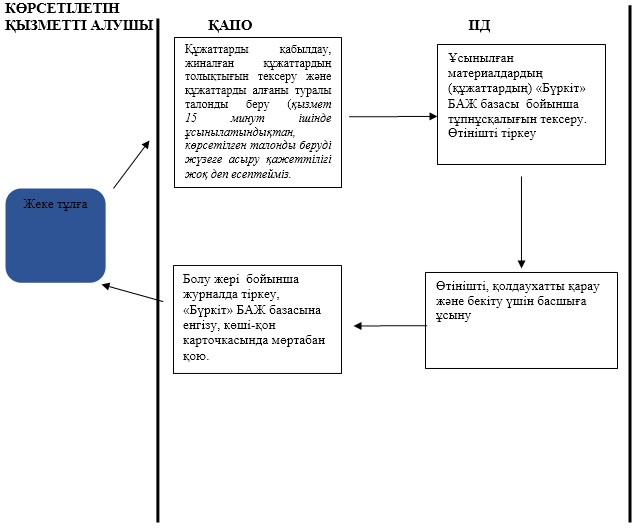 КӨРСЕТІЛЕТІН
ҚЫЗМЕТТІ АЛУШЫ
ҚАПО
ПД
Құжаттарды қабылдау,
жиналған құжаттардың
толықтығын тексеру және
құжаттарды алғаны туралы
талонды беру (қызмет
15 минут ішінде
ұсынылатындықтан,
көрсетілген талонды беруді
жүзеге асыру қажеттілігі
жоқ деп есептейміз.
Ұсынылған
материалдардың
(құжаттардың) «Бүркіт»
БАЖ базасы бойынша
тұпнұсқалығын тексеру.
Өтінішті тіркеу
Жеке тұлға
Болу жері бойынша
журналда тіркеу,
«Бүркіт» БАЖ базасына
енгізу, көші-қон
карточкасында мөртабан
қою.
Өтінішті, қолдаухатты қарау
және бекіту үшін басшыға
ұсыну